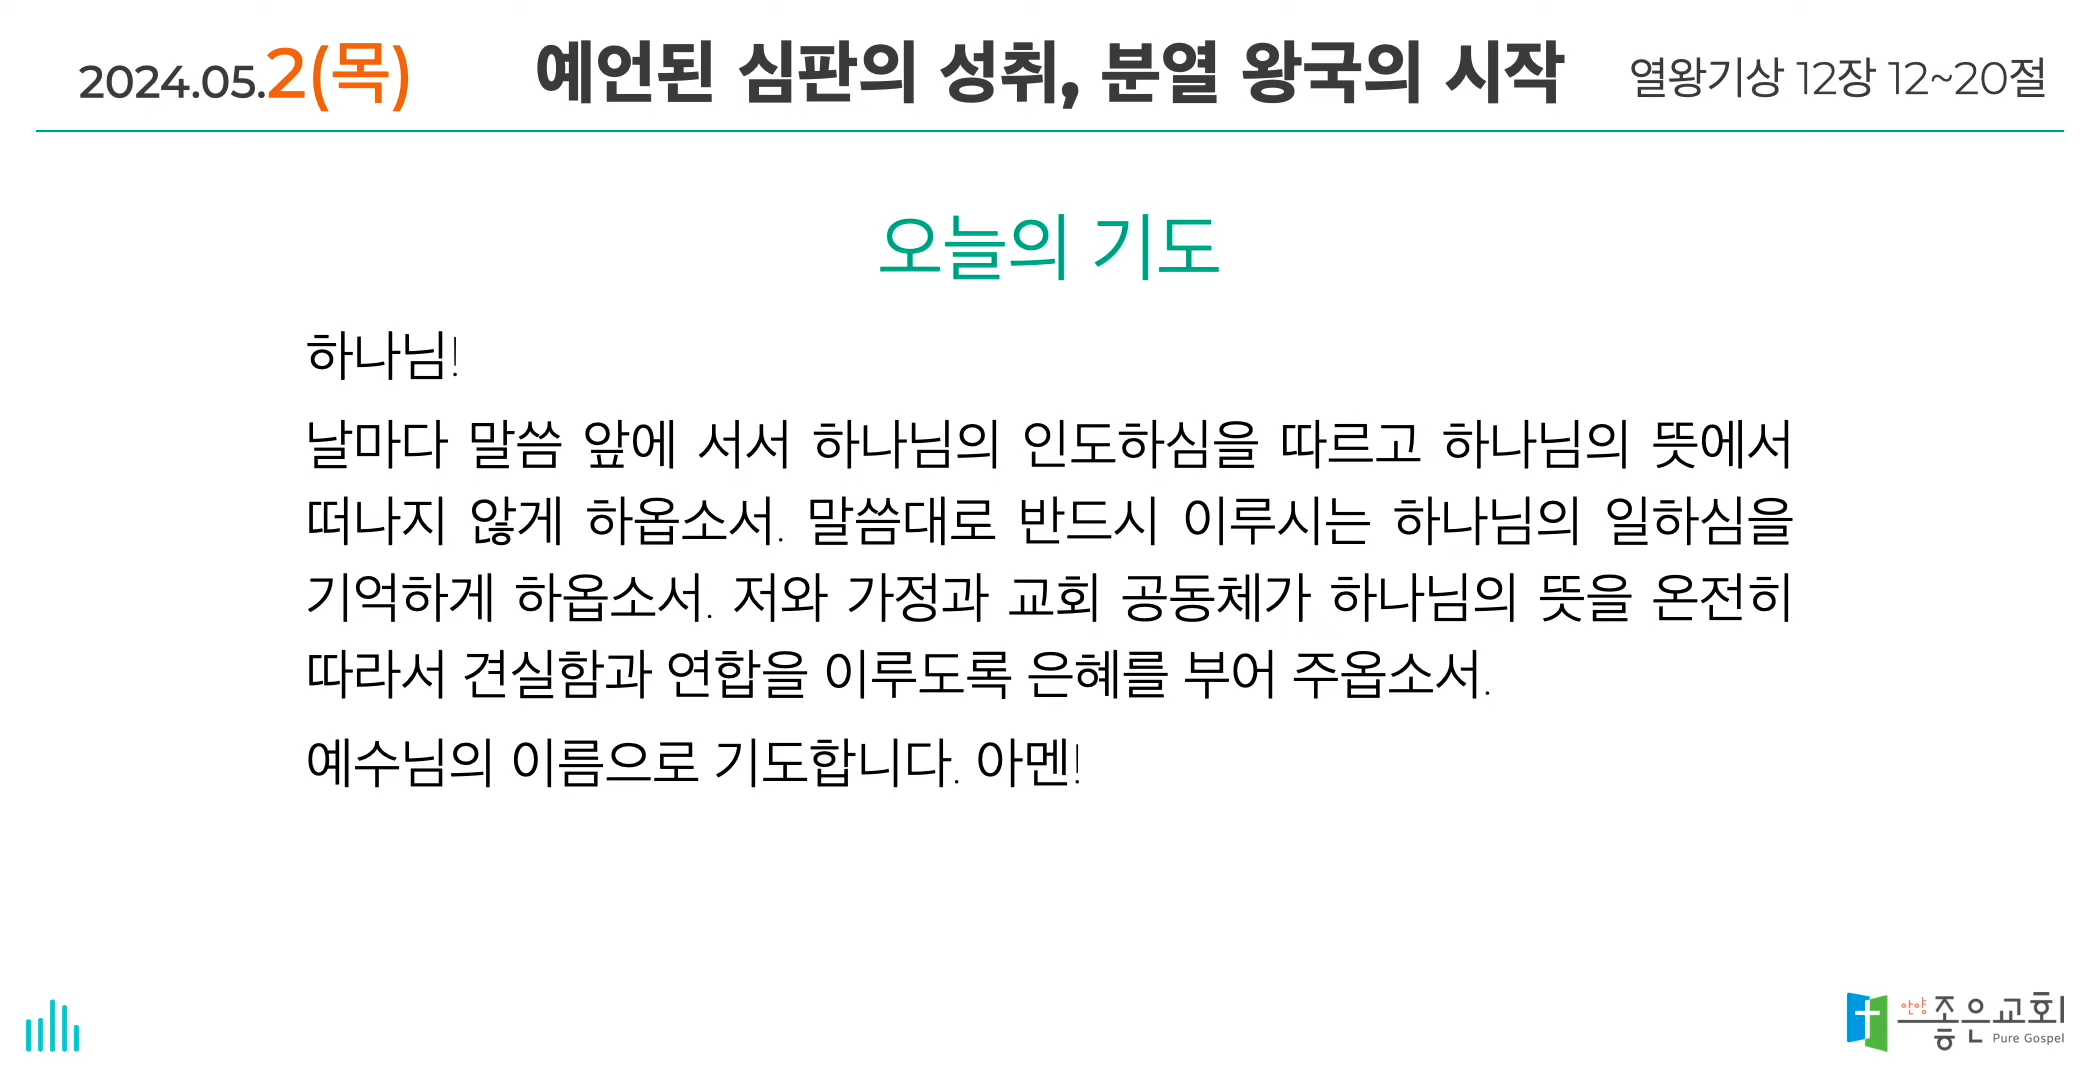 2024.05.2(목) 예언된 심판의 성취, 분열 왕국의 시작 열왕기상 12장 12~20절
오늘의 기도
하나님!
날마다 말씀 앞에 서서 하나님의 인도하심을 따르고 하나님의 뜻에서
떠나지 않게 하옵소서. 말씀대로 반드시 이루시는 하나님의 일하심을
기억하게 하옵소서. 저와 가정과 교회 공동체가 하나님의 뜻을 온전히
따라서 견실함과 연합을 이루도록 은혜를 부어 주옵소서.
예수님의 이름으로 기도합니다. 아멘!
안양 좋은교회
Pure Gospel